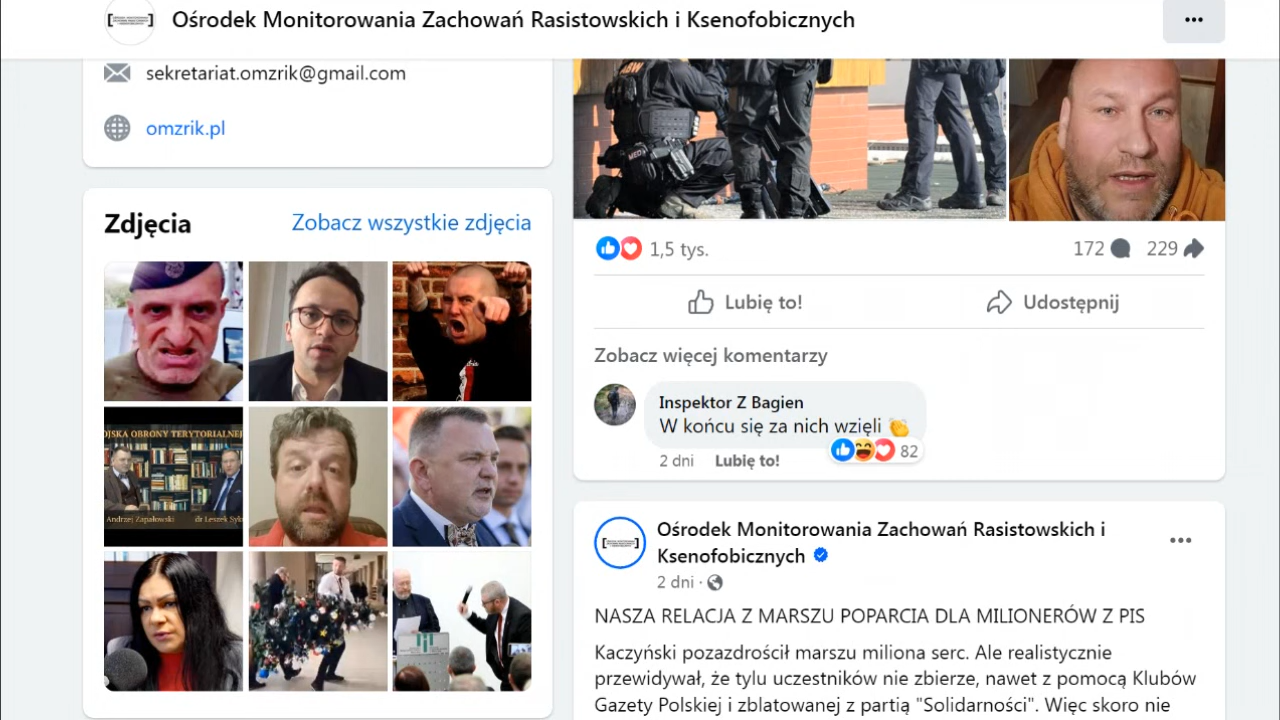 Ośrodek Monitorowania Zachowań Rasistowskich i Ksenofobicznych
sekretariat.omzrik@gmail.com
omzrik.pl
Zdjęcia
Zobacz wszystkie zdjęcia
OJSKA OBRONY TERYTORIALNE
Andrzej Zapałowski
dr Leszek Syk
MED
1,5 tys.
172
229
Lubię to!
Udostępnij
Zobacz więcej komentarzy
Inspektor Z Bagien
W końcu się za nich wzięli 👏
82
2 dni Lubię to!
Ośrodek Monitorowania Zachowań Rasistowskich i
Ksenofobicznych
2 dni ·
NASZA RELACJA Z MARSZU POPARCIA DLA MILIONERÓW Z PIS
Kaczyński pozazdrościł marszu miliona serc. Ale realistycznie
przewidywał, że tylu uczestników nie zbierze, nawet z pomocą Klubów
Gazety Polskiej i zblatowanej z partią "Solidarności". Więc skoro nie